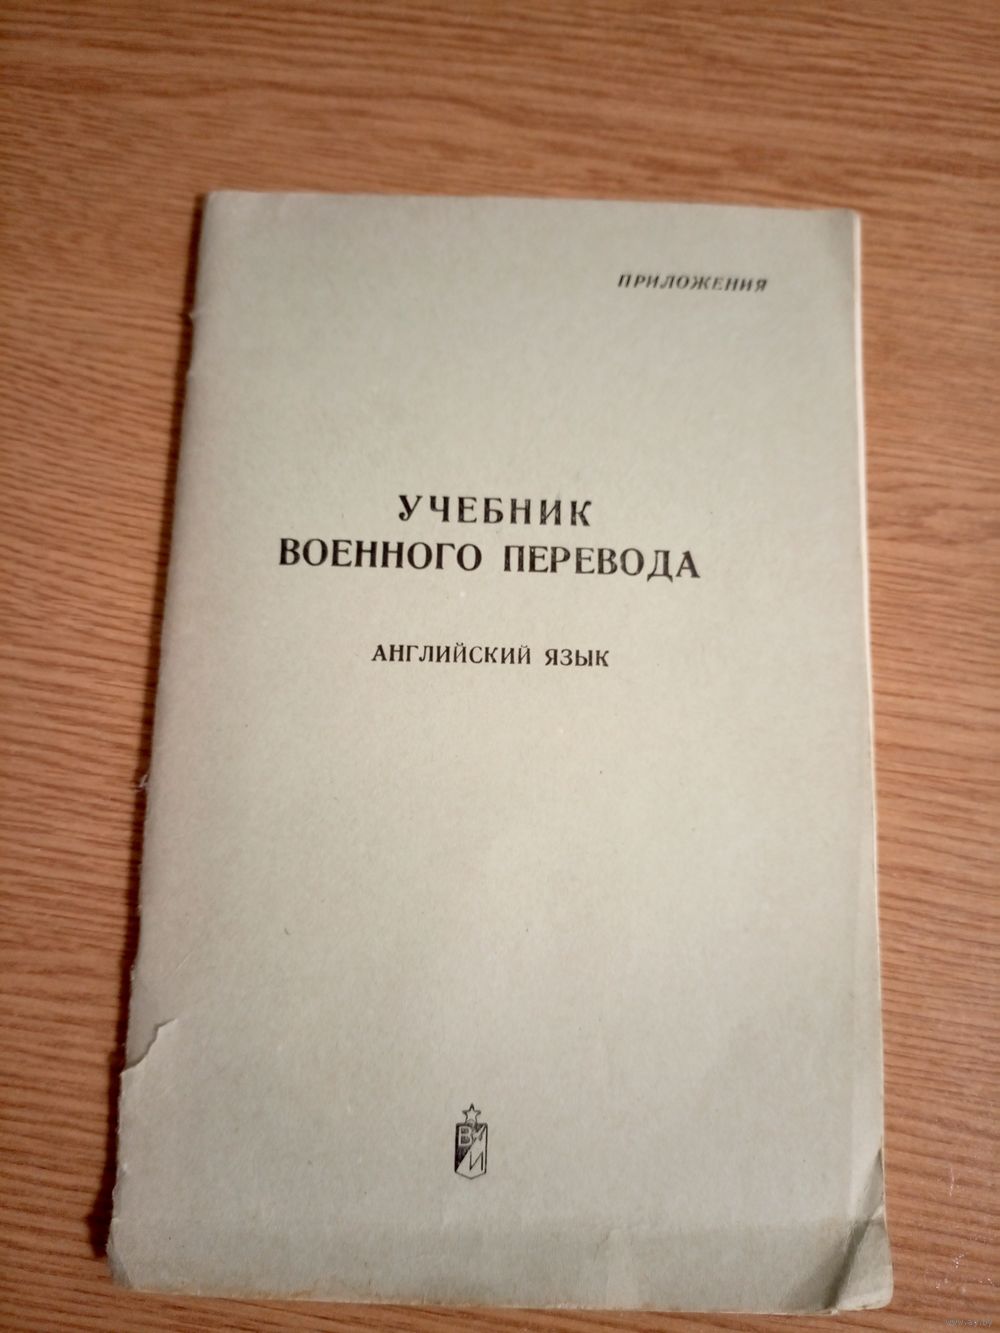 ПРИЛОЖЕНИЯ
УЧЕБНИК
ВОЕННОГО ПЕРЕВОДА
АНГЛИЙСКИЙ ЯЗЫК
В
И